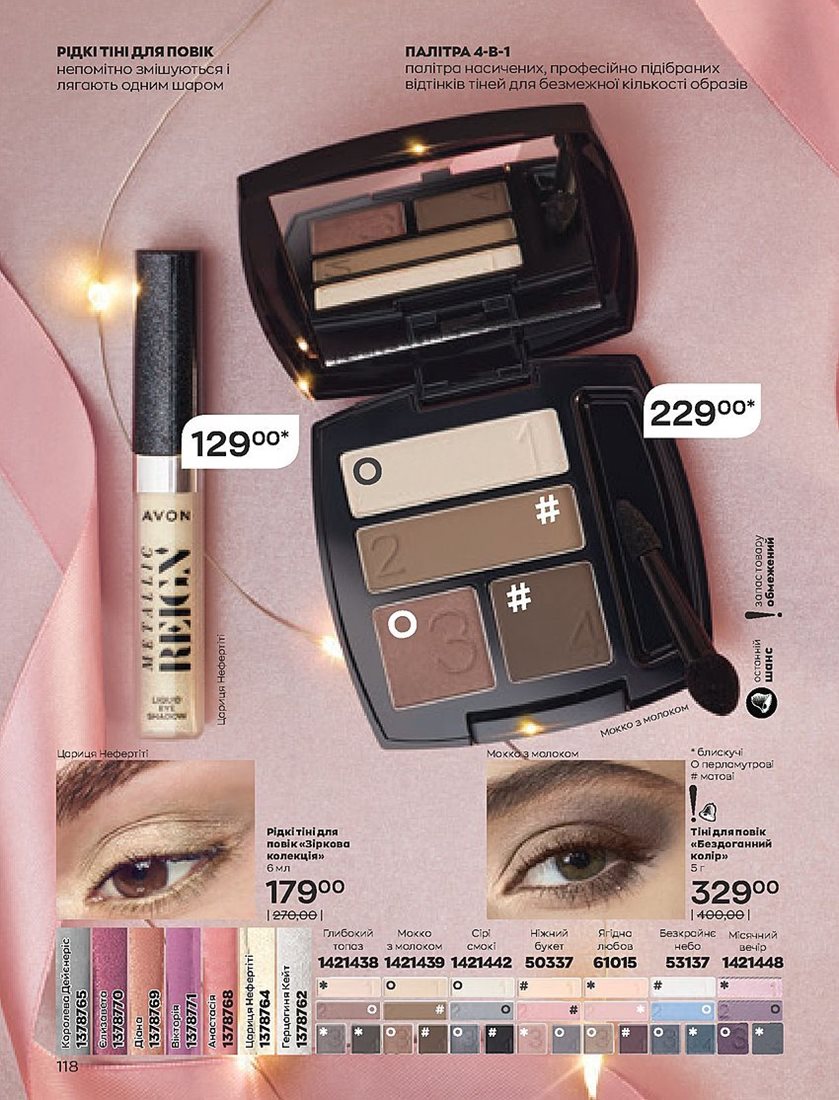 РІДКІ ТІНІ ДЛЯ ПОВІК
непомітно змішуються і
лягають одним шаром
ПАЛІТРА 4-В-1
палітра насичених, професійно підібраних
відтінків тіней для безмежної кількості образів
129⁰⁰*
229⁰⁰*
1
2
3
4
O
#
O
#
AVON
METALLIC
REIGN
LIQUID
EYE
SHADOW
Цариця Нефертіті
Мокко з молоком
! запас товару
обмежений
останній
шанс
Цариця Нефертіті
Мокко з молоком
* блискучі
O перламутрові
# матові
Рідкі тіні для
повік «Зіркова
колекція»
6 мл
179⁰⁰
|270,00|
Тіні для повік
«Бездоганний
колір»
5 г
329⁰⁰
|400,00|
Королева Дейенеріс
1378765
Єлизавета
1378770
Діана
1378769
Вікторія
1378771
Анастасія
1378768
Цариця Нефертіті
1378764
Герцогиня Кейт
1378762
Глибокий
топаз
1421438
Мокко
з молоком
1421439
Сірі
смокі
1421442
Ніжний
букет
50337
Ягідна
любов
61015
Безкрайнє
небо
53137
Місячний
вечір
1421448
118